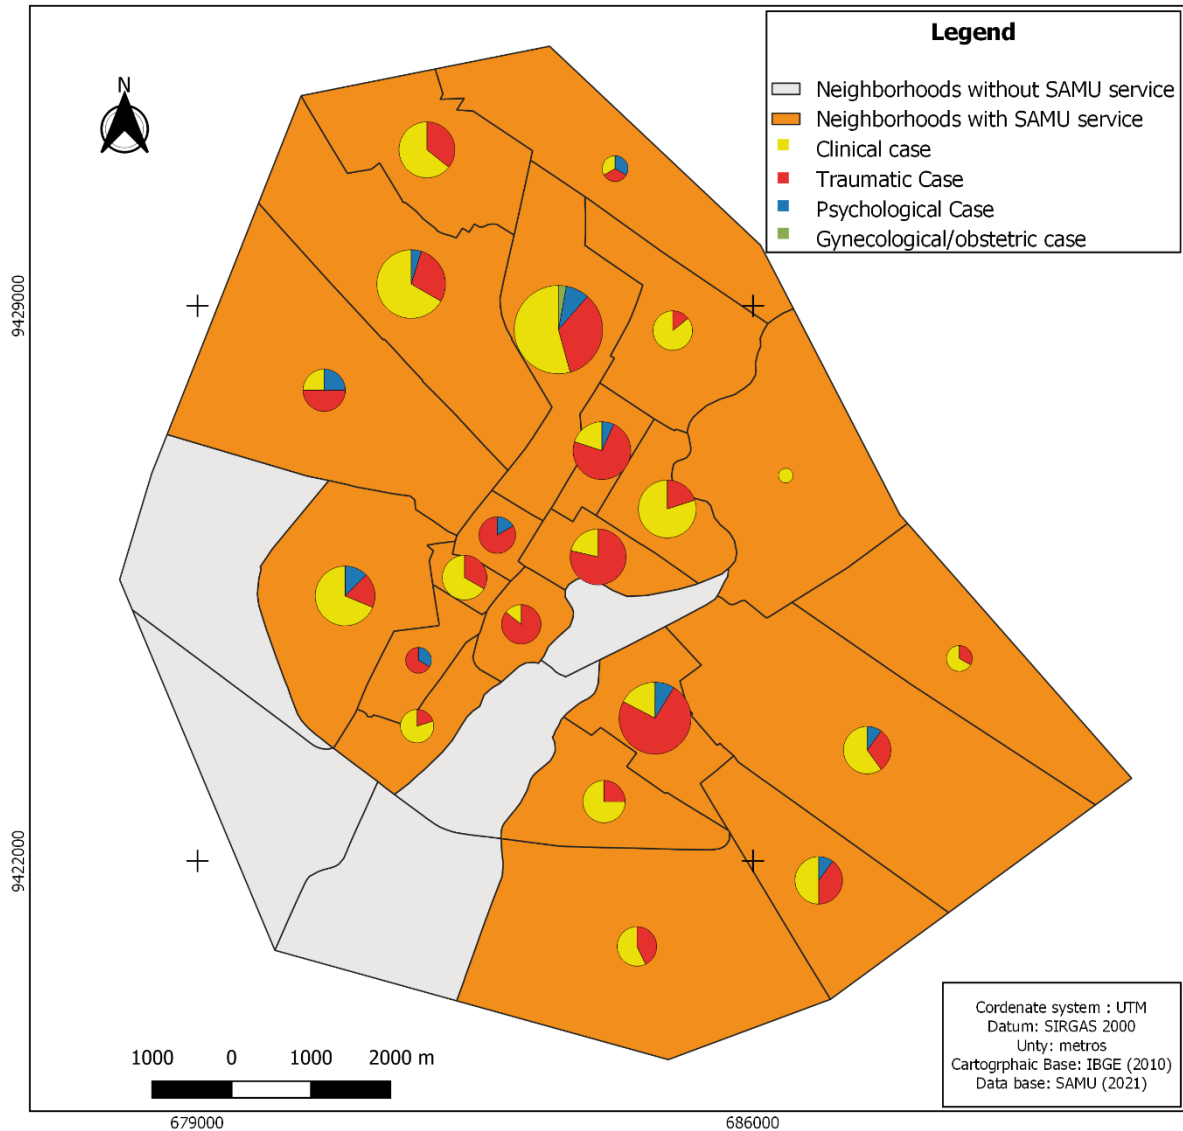 Legend
Neighborhoods without SAMU service
Neighborhoods with SAMU service
Clinical case
Traumatic Case
Psychological Case
Gynecological/obstetric case
N
9429000
9422000
1000 0 1000 2000 m
679000 686000
Cordenate system : UTM
Datum: SIRGAS 2000
Unty: metros
Cartogrphaic Base: IBGE (2010)
Data base: SAMU (2021)